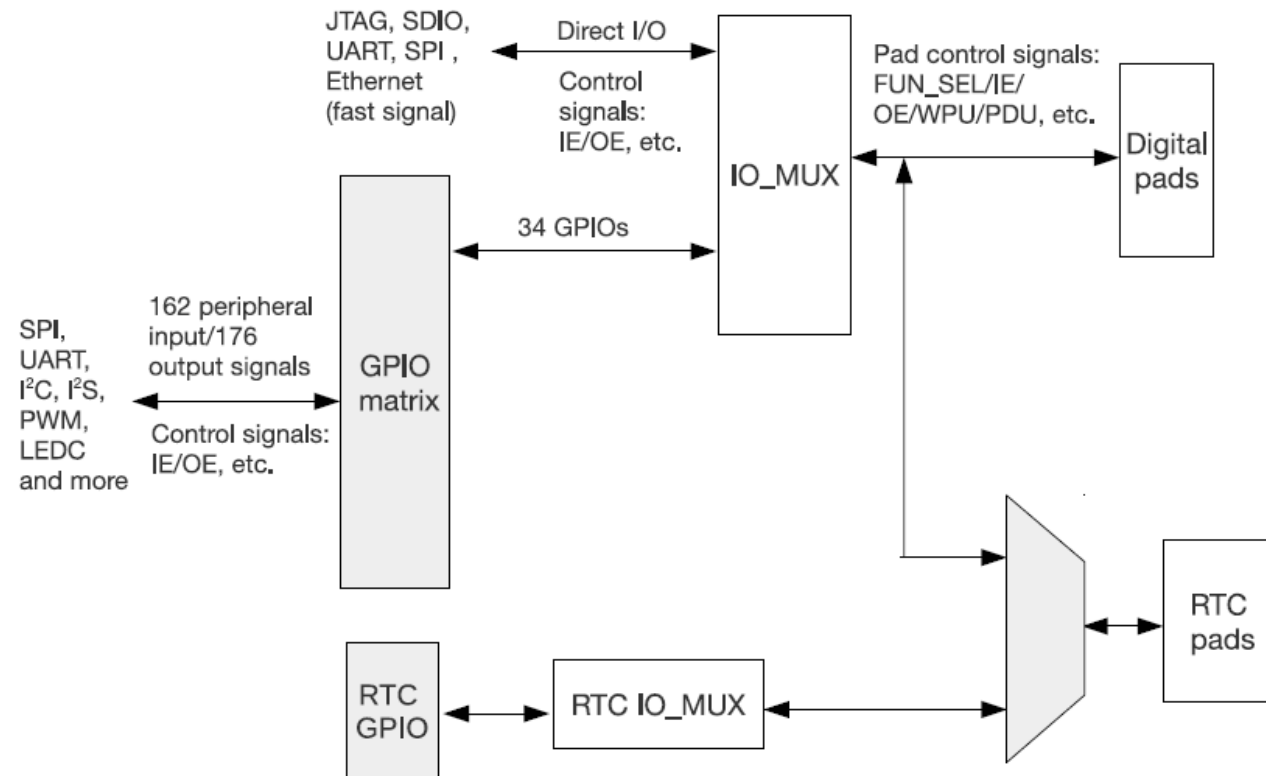 JTAG, SDIO,
UART, SPI ,
Ethernet
(fast signal)
Direct I/O
Control
signals:
IE/OE, etc.
IO_MUX
Pad control signals:
FUN_SEL/IE/
OE/WPU/PDU, etc.
Digital
pads
34 GPIOs
SPI,
UART,
I²C, I²S,
PWM,
LEDC
and more
162 peripheral
input/176
output signals
Control signals:
IE/OE, etc.
GPIO
matrix
RTC
GPIO
RTC IO_MUX
RTC
pads